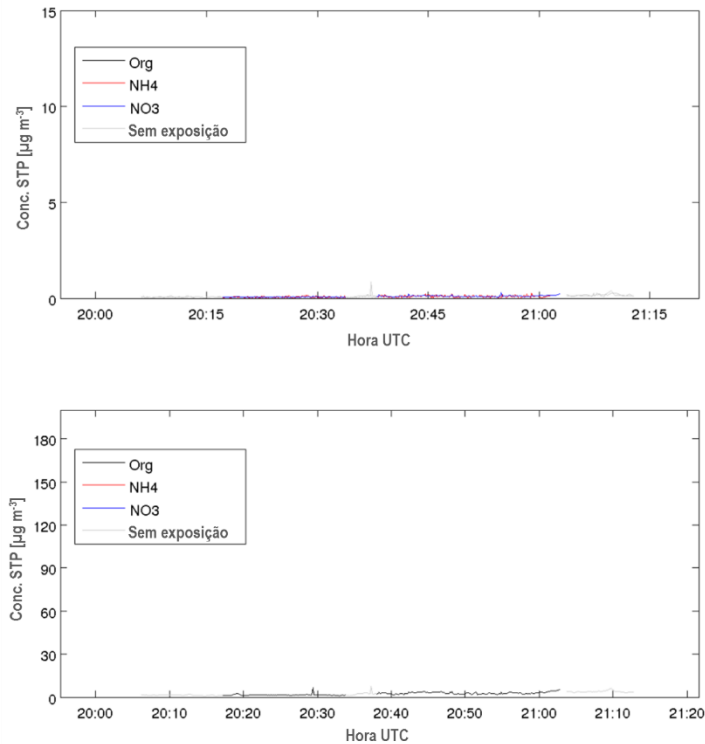 15
10
5
0
Conc. STP [µg m-3]
Org
NH4
NO3
Sem exposição
20:00 20:15 20:30 20:45 21:00 21:15
Hora UTC
180
150
120
90
60
30
0
Conc. STP [µg m-3]
Org
NH4
NO3
Sem exposição
20:00 20:10 20:20 20:30 20:40 20:50 21:00 21:10 21:20
Hora UTC